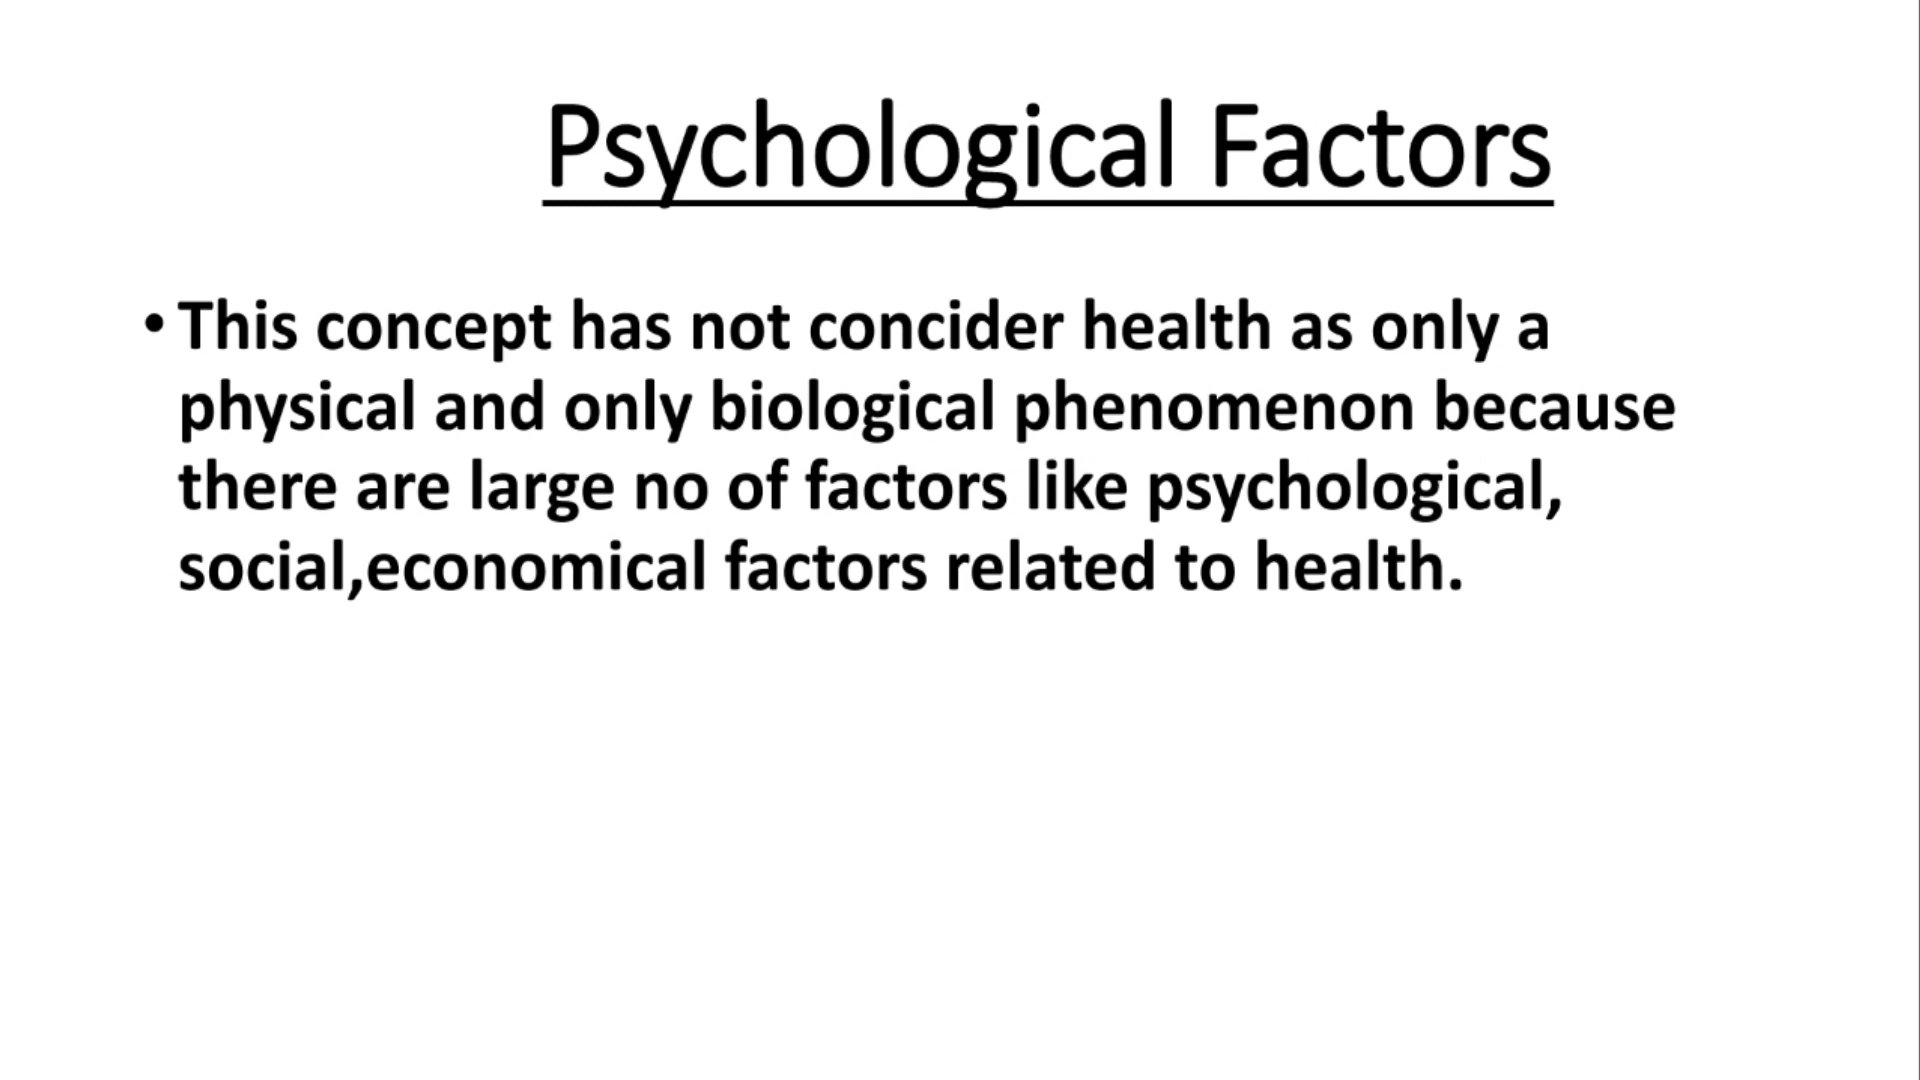 Psychological Factors
• This concept has not concider health as only a
physical and only biological phenomenon because
there are large no of factors like psychological,
social,economical factors related to health.